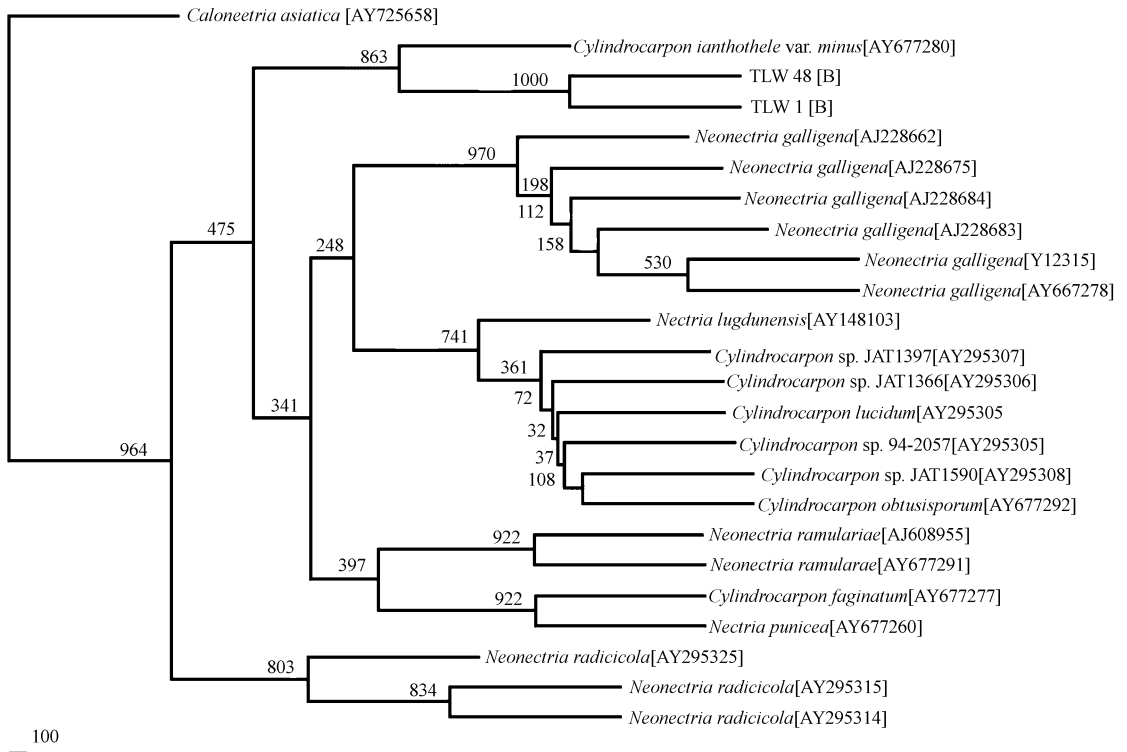 Caloneetria asiatica [AY725658]
863
Cylindrocarpon ianthothele var. minus[AY677280]
1000
TLW 48 [B]
TLW 1 [B]
970
Neonectria galligena[AJ228662]
198
Neonectria galligena[AJ228675]
112
Neonectria galligena[AJ228684]
475
248
158
Neonectria galligena[AJ228683]
530
Neonectria galligena[Y12315]
Neonectria galligena[AY667278]
741
Nectria lugdunensis[AY148103]
361
Cylindrocarpon sp. JAT1397[AY295307]
72
Cylindrocarpon sp. JAT1366[AY295306]
341
32
Cylindrocarpon lucidum[AY295305
37
Cylindrocarpon sp. 94-2057[AY295305]
964
108
Cylindrocarpon sp. JAT1590[AY295308]
Cylindrocarpon obtusisporum[AY677292]
922
Neonectria ramulariae[AJ608955]
397
Neonectria ramularae[AY677291]
922
Cylindrocarpon faginatum[AY677277]
Nectria punicea[AY677260]
803
Neonectria radicicola[AY295325]
834
Neonectria radicicola[AY295315]
Neonectria radicicola[AY295314]
100